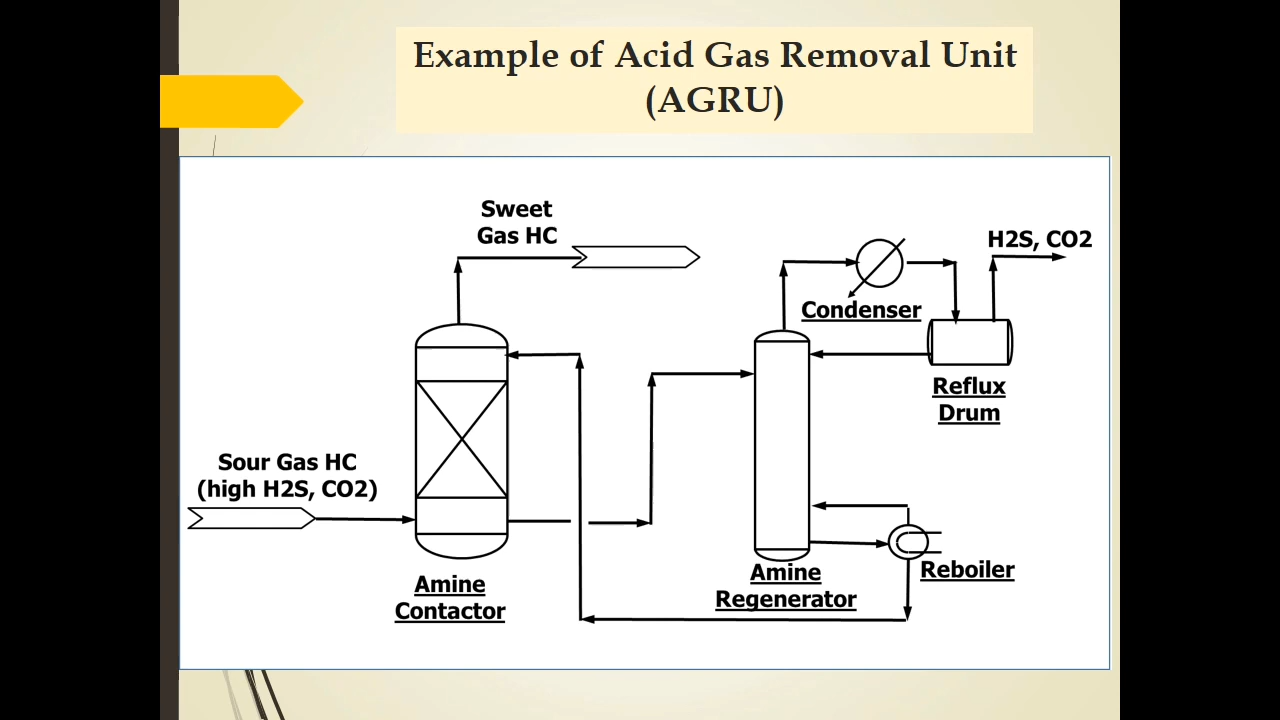 Example of Acid Gas Removal Unit
(AGRU)
Sweet
Gas HC
H2S, CO2
Condenser
Reflux
Drum
Sour Gas HC
(high H2S, CO2)
Amine
Contactor
Amine
Regenerator
Reboiler